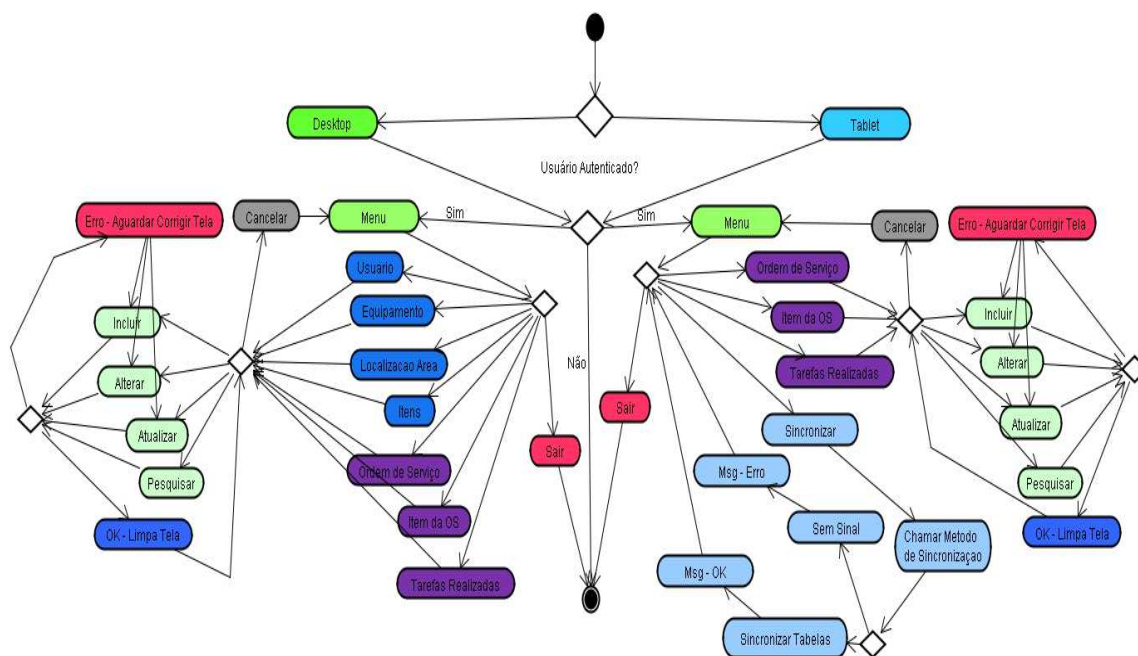 Desktop
Tablet
Usuário Autenticado?
Erro - Aguardar Corrigir Tela
Cancelar
Menu
Sim
Sim
Menu
Cancelar
Erro - Aguardar Corrigir Tela
Usuario
Equipamento
Localizacao Area
Itens
Ordem de Serviço
Item da OS
Tarefas Realizadas
Incluir
Alterar
Atualizar
Pesquisar
OK - Limpa Tela
Não
Sair
Sair
Ordem de Serviço
Item da OS
Tarefas Realizadas
Sincronizar
Msg - Erro
Sem Sinal
Chamar Metodo
de Sincronizaçao
Msg - OK
Sincronizar Tabelas
Incluir
Alterar
Atualizar
Pesquisar
OK - Limpa Tela